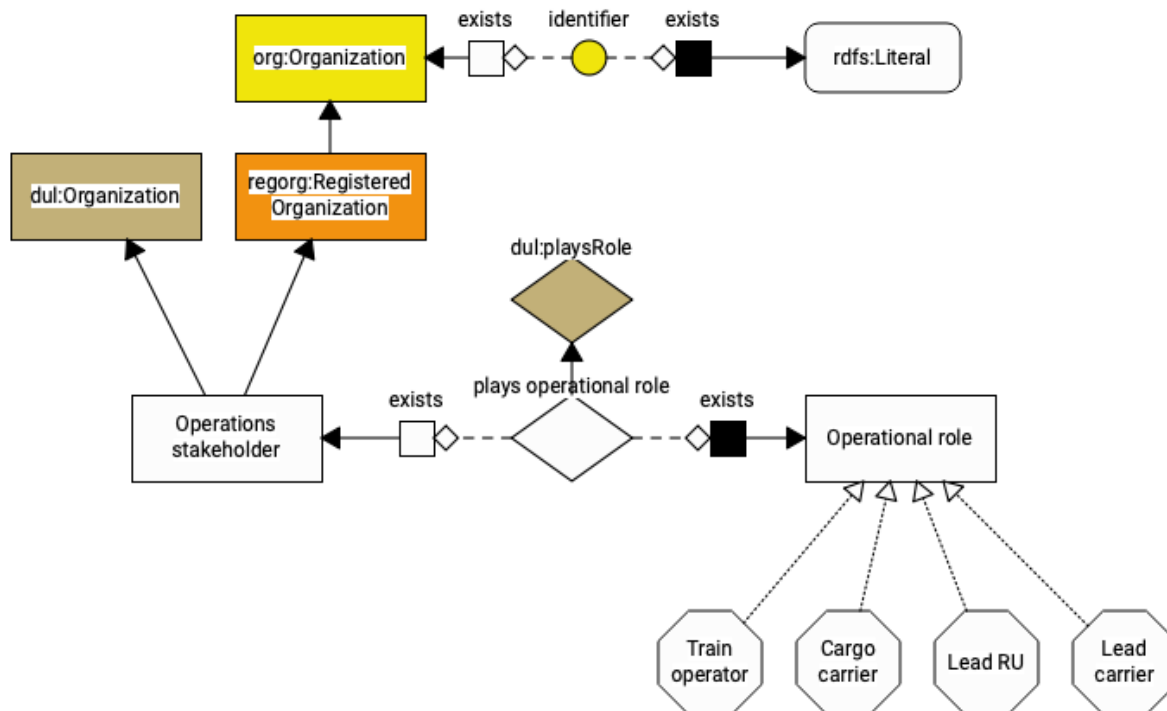 exists
identifier
exists
org:Organization
rdfs:Literal
dul:Organization
regorg:Registered
Organization
dul:playsRole
plays operational role
exists
exists
Operations
stakeholder
Operational role
Train
operator
Cargo
carrier
Lead RU
Lead
carrier